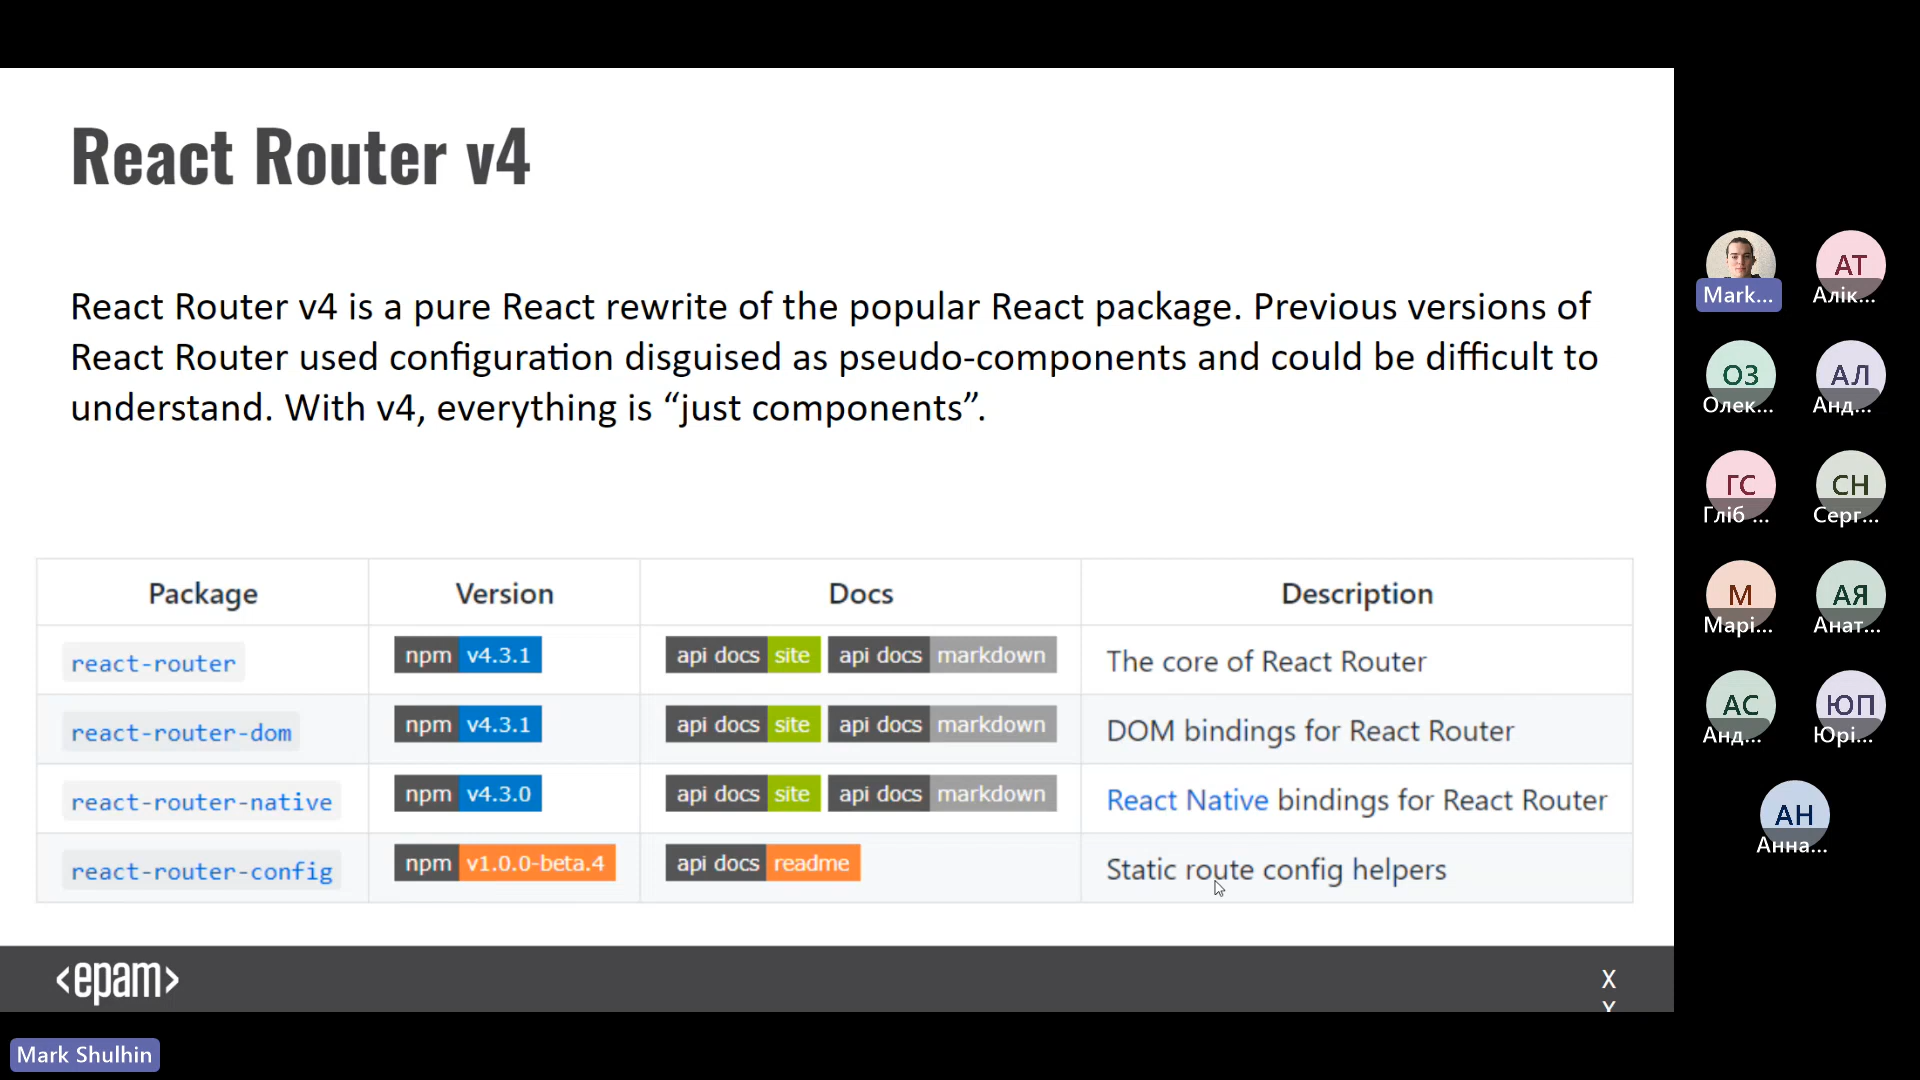 React Router v4
React Router v4 is a pure React rewrite of the popular React package. Previous versions of
React Router used configuration disguised as pseudo-components and could be difficult to
understand. With v4, everything is “just components”.
Package Version Docs Description
react-router npm v4.3.1 api docs site api docs markdown The core of React Router
react-router-dom npm v4.3.1 api docs site api docs markdown DOM bindings for React Router
react-router-native npm v4.3.0 api docs site api docs markdown React Native bindings for React Router
react-router-config npm v1.0.0-beta.4 api docs readme Static route config helpers
<epam>
X
Y
Mark Shulhin
Mark...
АТ
Алік...
ОЗ
Олек...
АЛ
Анд...
ГС
Гліб ...
СН
Серг...
М
Марі...
АЯ
Анат...
АС
Анд...
ЮП
Юрі...
АН
Анна...